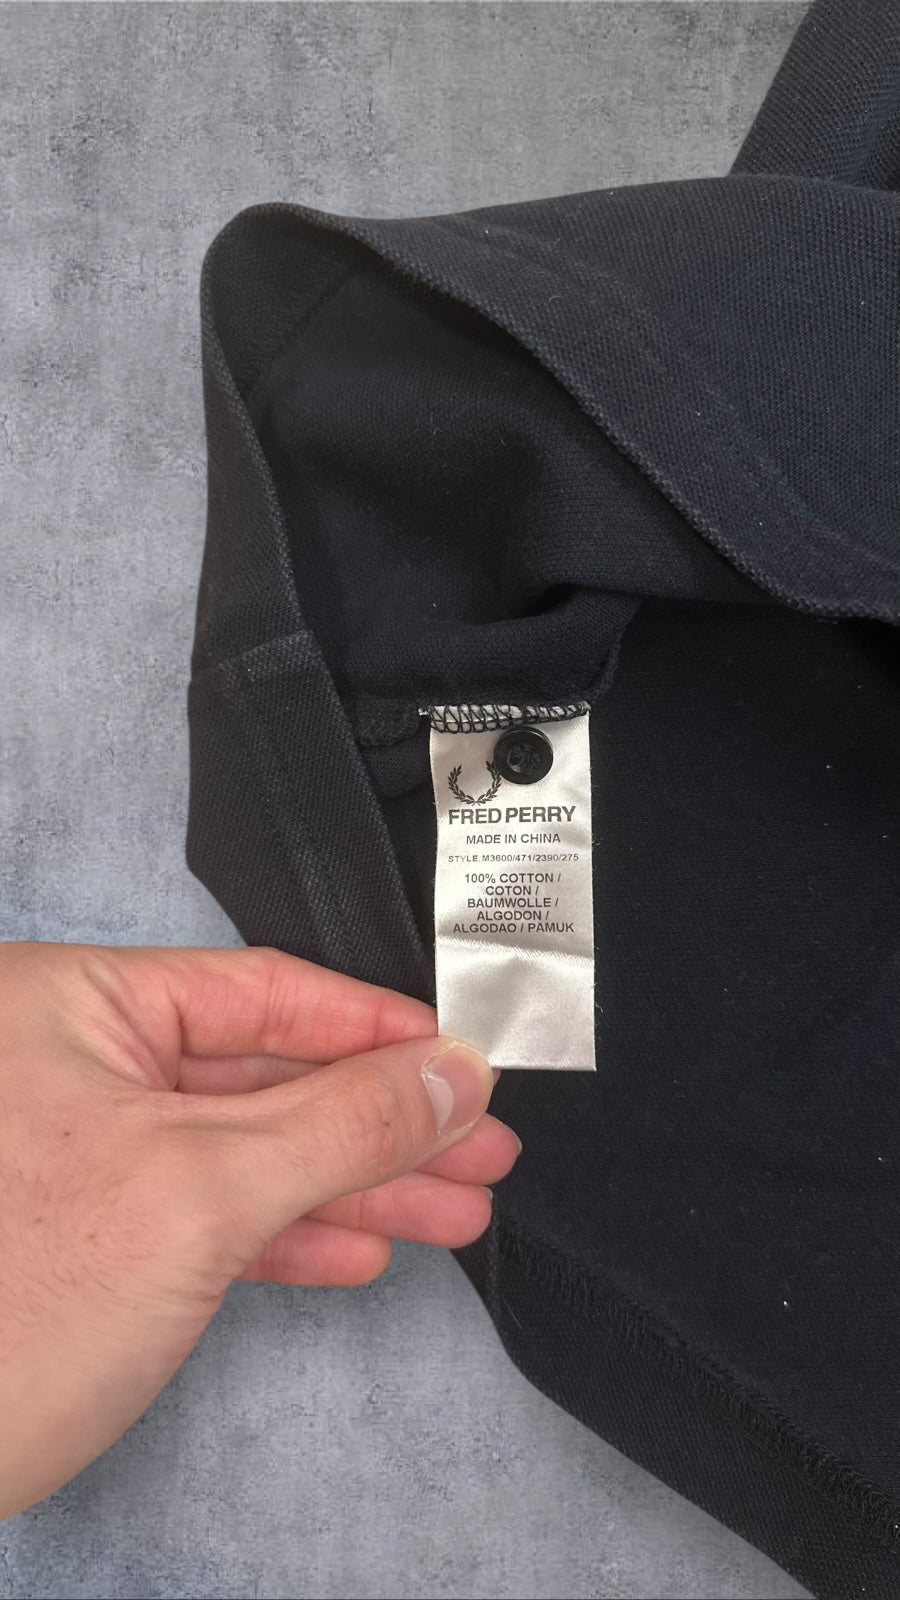 FRED PERRY
MADE IN CHINA
STYLE: M3600/471/2390/275
100% COTTON /
COTON /
BAUMWOLLE /
ALGODON /
ALGODAO / PAMUK